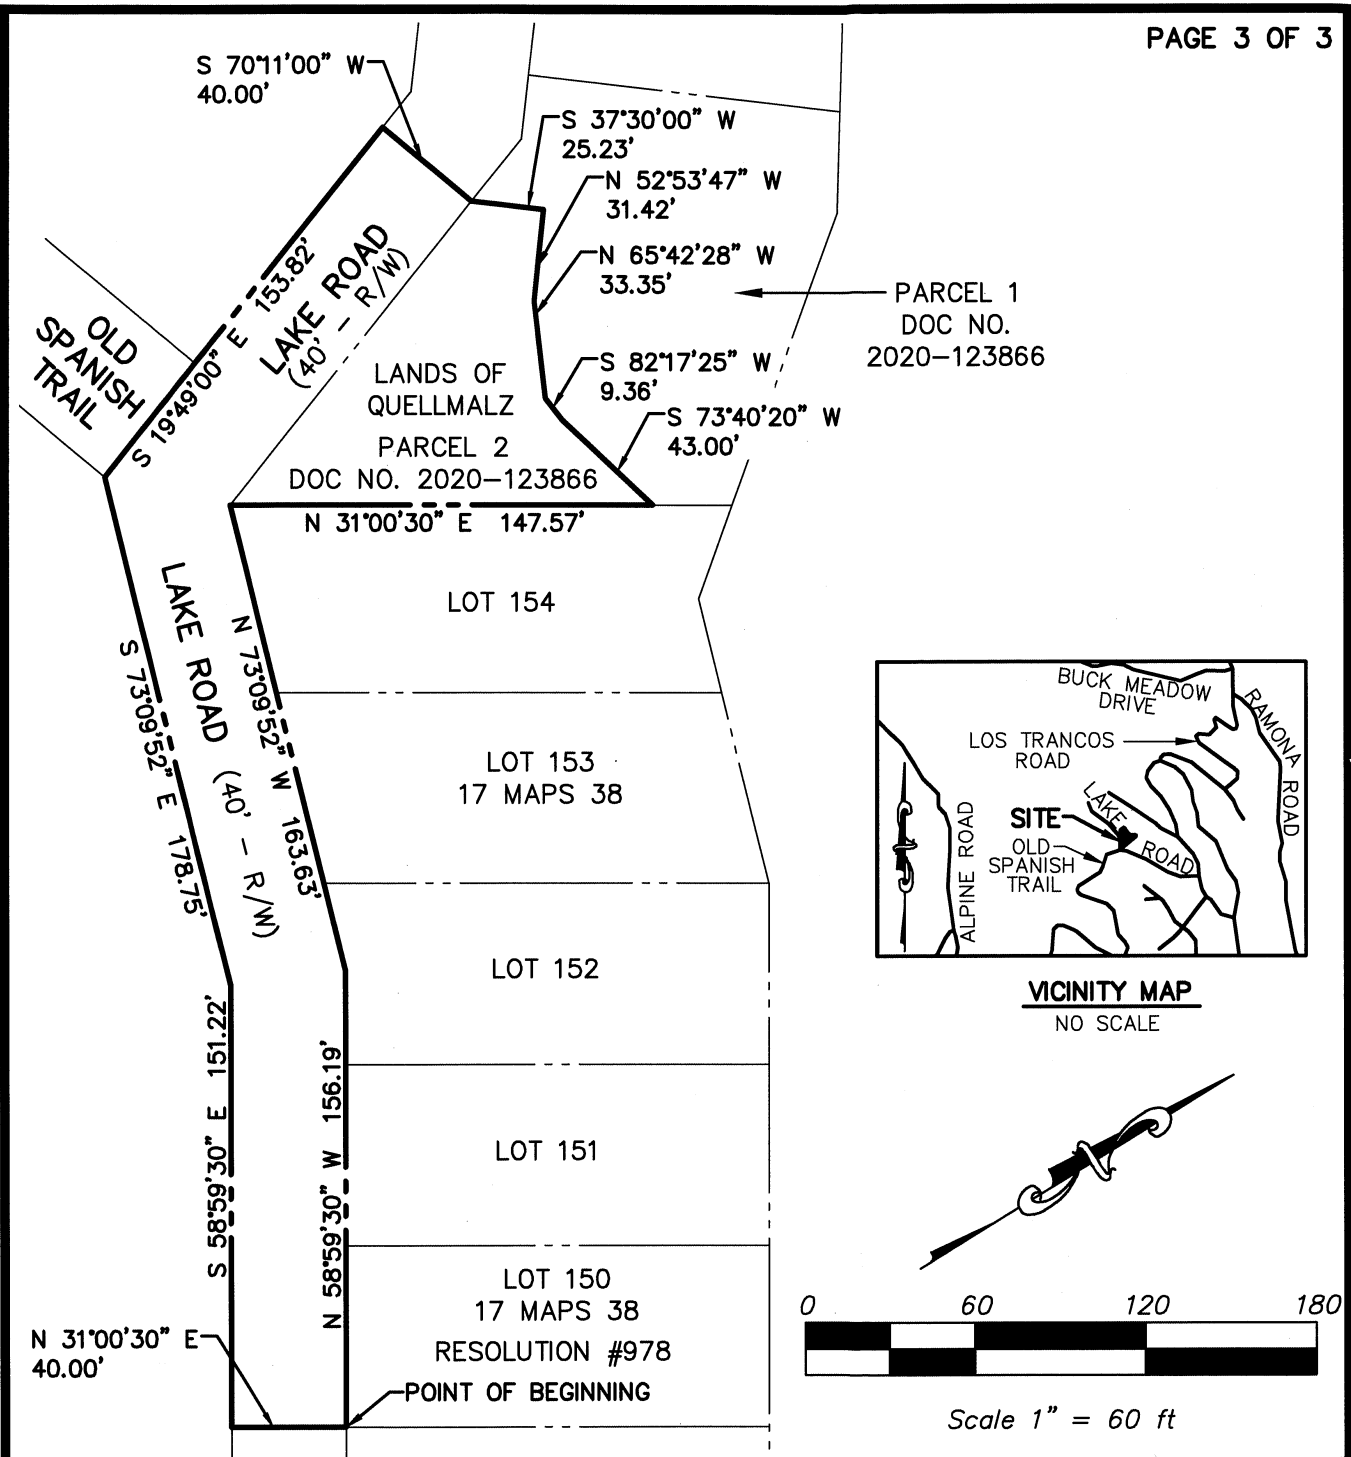 PAGE 3 OF 3
S 70°11'00" W
40.00'
S 37°30'00" W
25.23'
N 52°53'47" W
31.42'
N 65°42'28" W
33.35'
PARCEL 1
DOC NO.
2020-123866
S 82°17'25" W
9.36'
S 73°40'20" W
43.00'
S 19°49'00" E 153.82'
LAKE ROAD
(40' - R/W)
OLD
SPANISH
TRAIL
LANDS OF
QUELLMALZ
PARCEL 2
DOC NO. 2020-123866
N 31°00'30" E 147.57'
LOT 154
LAKE ROAD (40' - R/W)
S 73°09'52" E 178.75'
N 73°09'52" W 163.63'
LOT 153
17 MAPS 38
LOT 152
S 58°59'30" E 151.22'
N 58°59'30" W 156.19'
LOT 151
LOT 150
17 MAPS 38
RESOLUTION #978
POINT OF BEGINNING
N 31°00'30" E
40.00'
BUCK MEADOW
DRIVE
RAMONA ROAD
LOS TRANCOS
ROAD
LAKE ROAD
SITE
OLD
SPANISH
TRAIL
ALPINE ROAD
VICINITY MAP
NO SCALE
N
0 60 120 180
Scale 1" = 60 ft